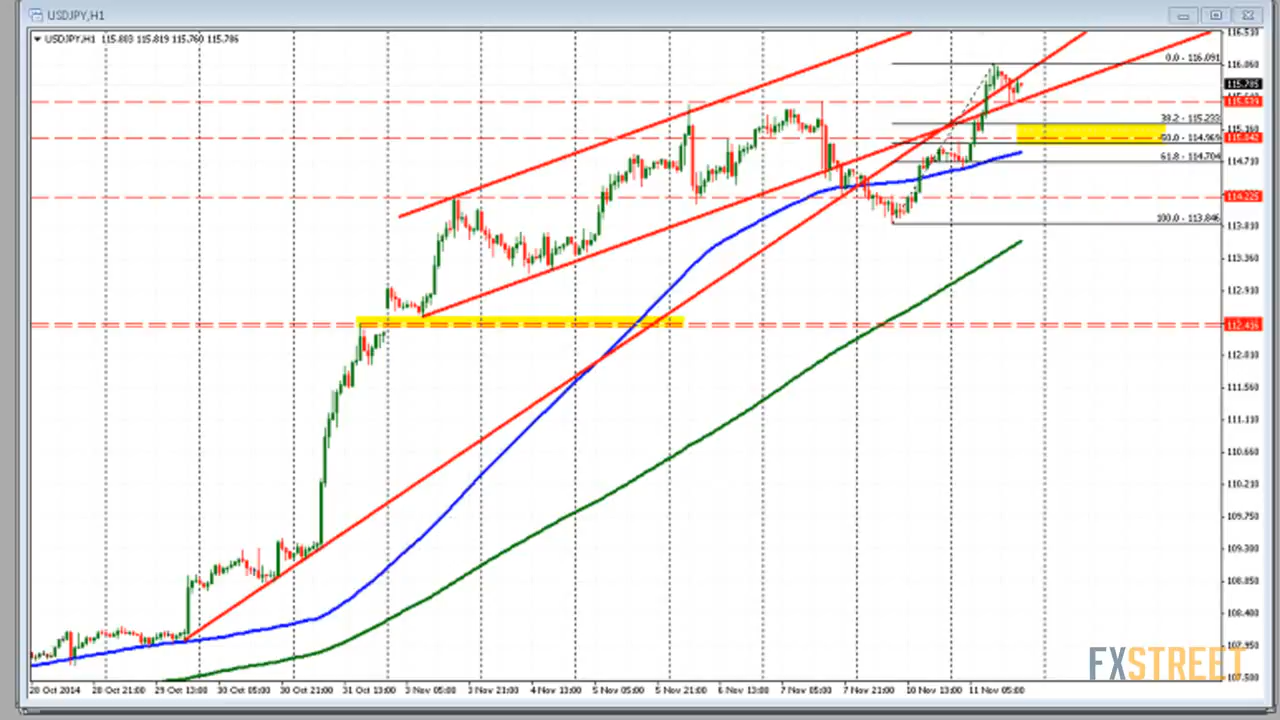 USDJPY,H1
USDJPY,H1 115.803 115.819 115.760 115.786
116.510
0.0 - 116.091
116.060
115.785
115.539
38.2 - 115.233
115.160
50.0 - 114.969
115.042
61.8 - 114.704
114.710
114.225
100.0 - 113.846
113.810
113.360
112.910
112.010
111.560
111.110
110.660
110.210
109.750
109.300
108.850
108.400
107.950
FXSTREET
107.500
28 Oct 2014
28 Oct 21:00
29 Oct 13:00
30 Oct 05:00
30 Oct 21:00
31 Oct 13:00
3 Nov 05:00
3 Nov 21:00
4 Nov 13:00
5 Nov 05:00
5 Nov 21:00
6 Nov 13:00
7 Nov 05:00
7 Nov 21:00
10 Nov 13:00
11 Nov 05:00